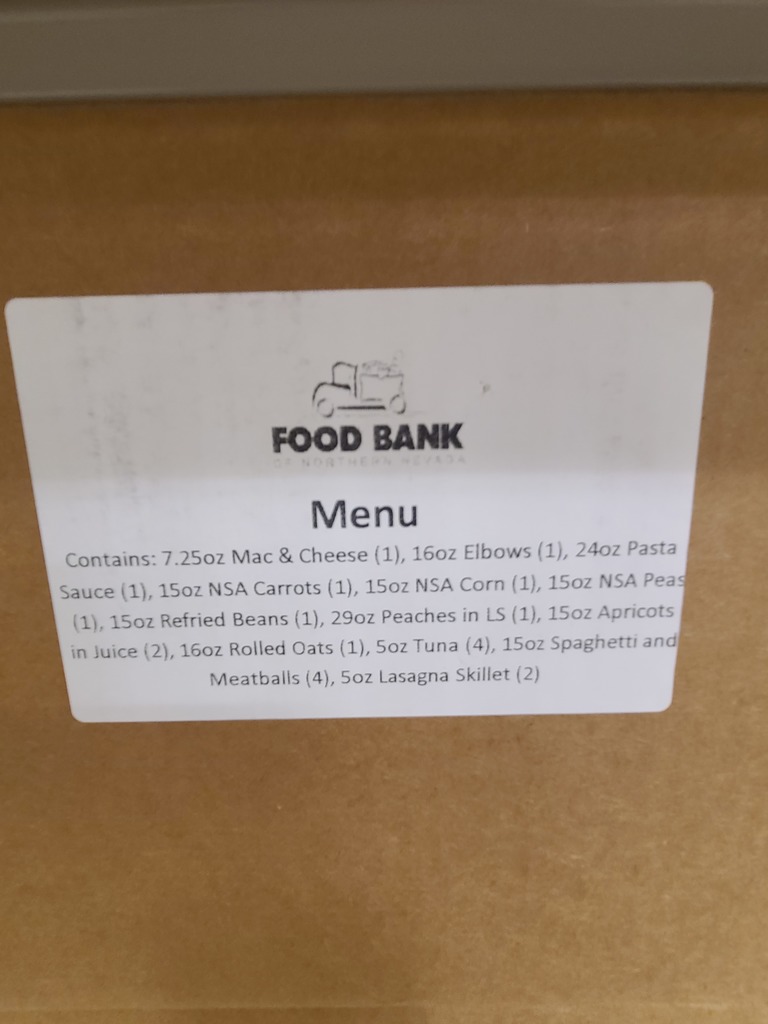 FOOD BANK
OF NORTHERN NEVADA
Menu
Contains: 7.25oz Mac & Cheese (1), 16oz Elbows (1), 24oz Pasta
Sauce (1), 15oz NSA Carrots (1), 15oz NSA Corn (1), 15oz NSA Peas
(1), 15oz Refried Beans (1), 29oz Peaches in LS (1), 15oz Apricots
in Juice (2), 16oz Rolled Oats (1), 5oz Tuna (4), 15oz Spaghetti and
Meatballs (4), 5oz Lasagna Skillet (2)